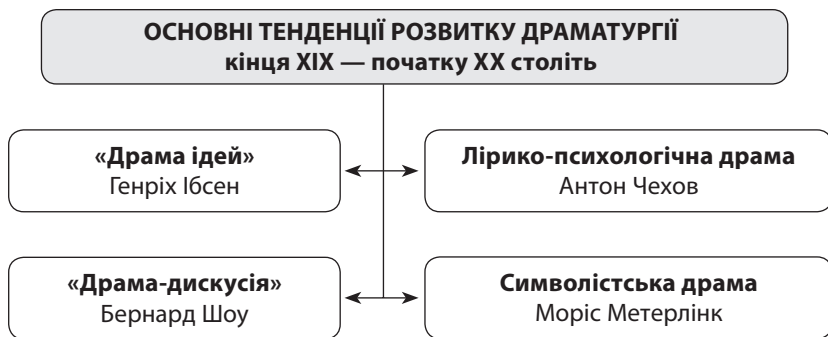 ОСНОВНІ ТЕНДЕНЦІЇ РОЗВИТКУ ДРАМАТУРГІЇ
кінця XIX — початку XX століть
«Драма ідей»
Генріх Ібсен
Лірико-психологічна драма
Антон Чехов
«Драма-дискусія»
Бернард Шоу
Символістська драма
Моріс Метерлінк